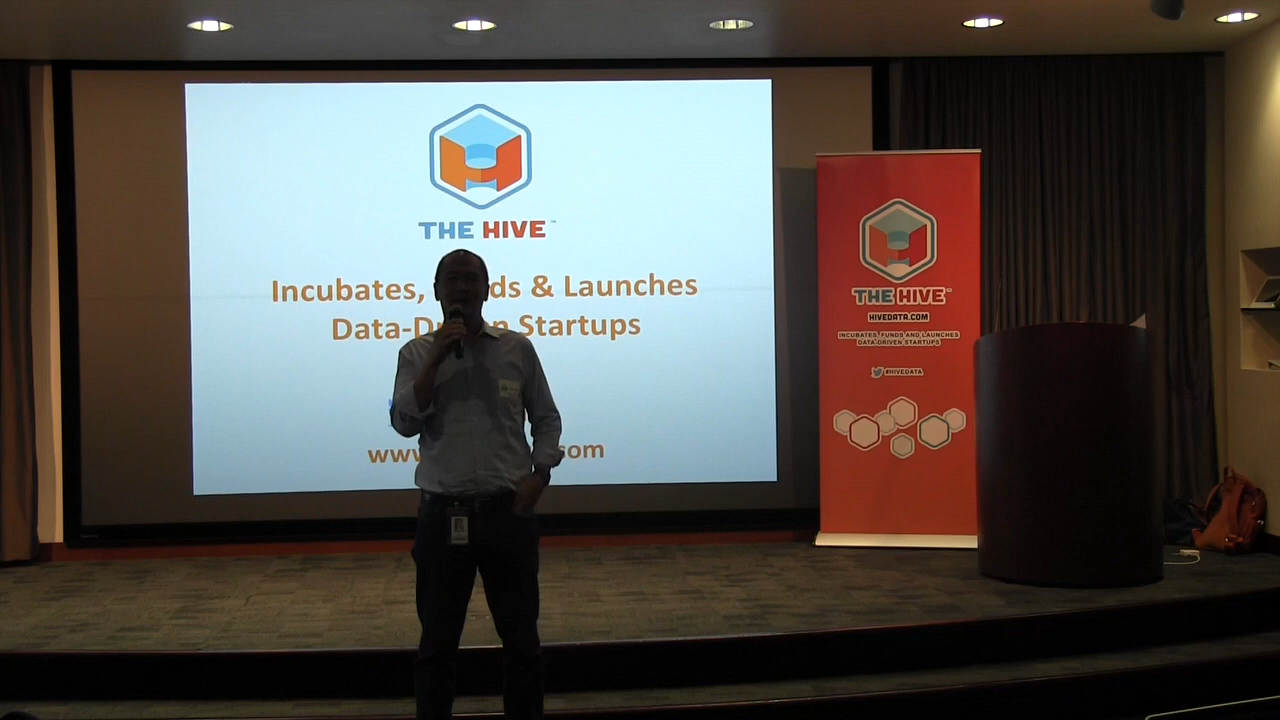 THE HIVE™
Incubates, ds & Launches
Data-D n Startups
www. com
THE HIVE™
HIVEDATA.COM
INCUBATES, FUNDS AND LAUNCHES
DATA-DRIVEN STARTUPS
#HIVEDATA